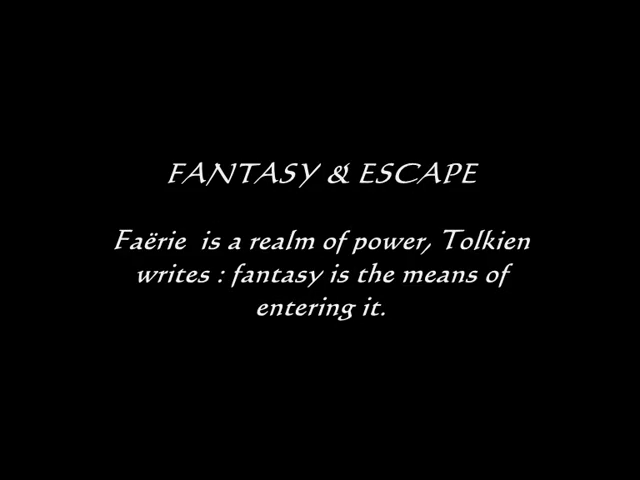 FANTASY & ESCAPE
Faërie is a realm of power, Tolkien
writes : fantasy is the means of
entering it.